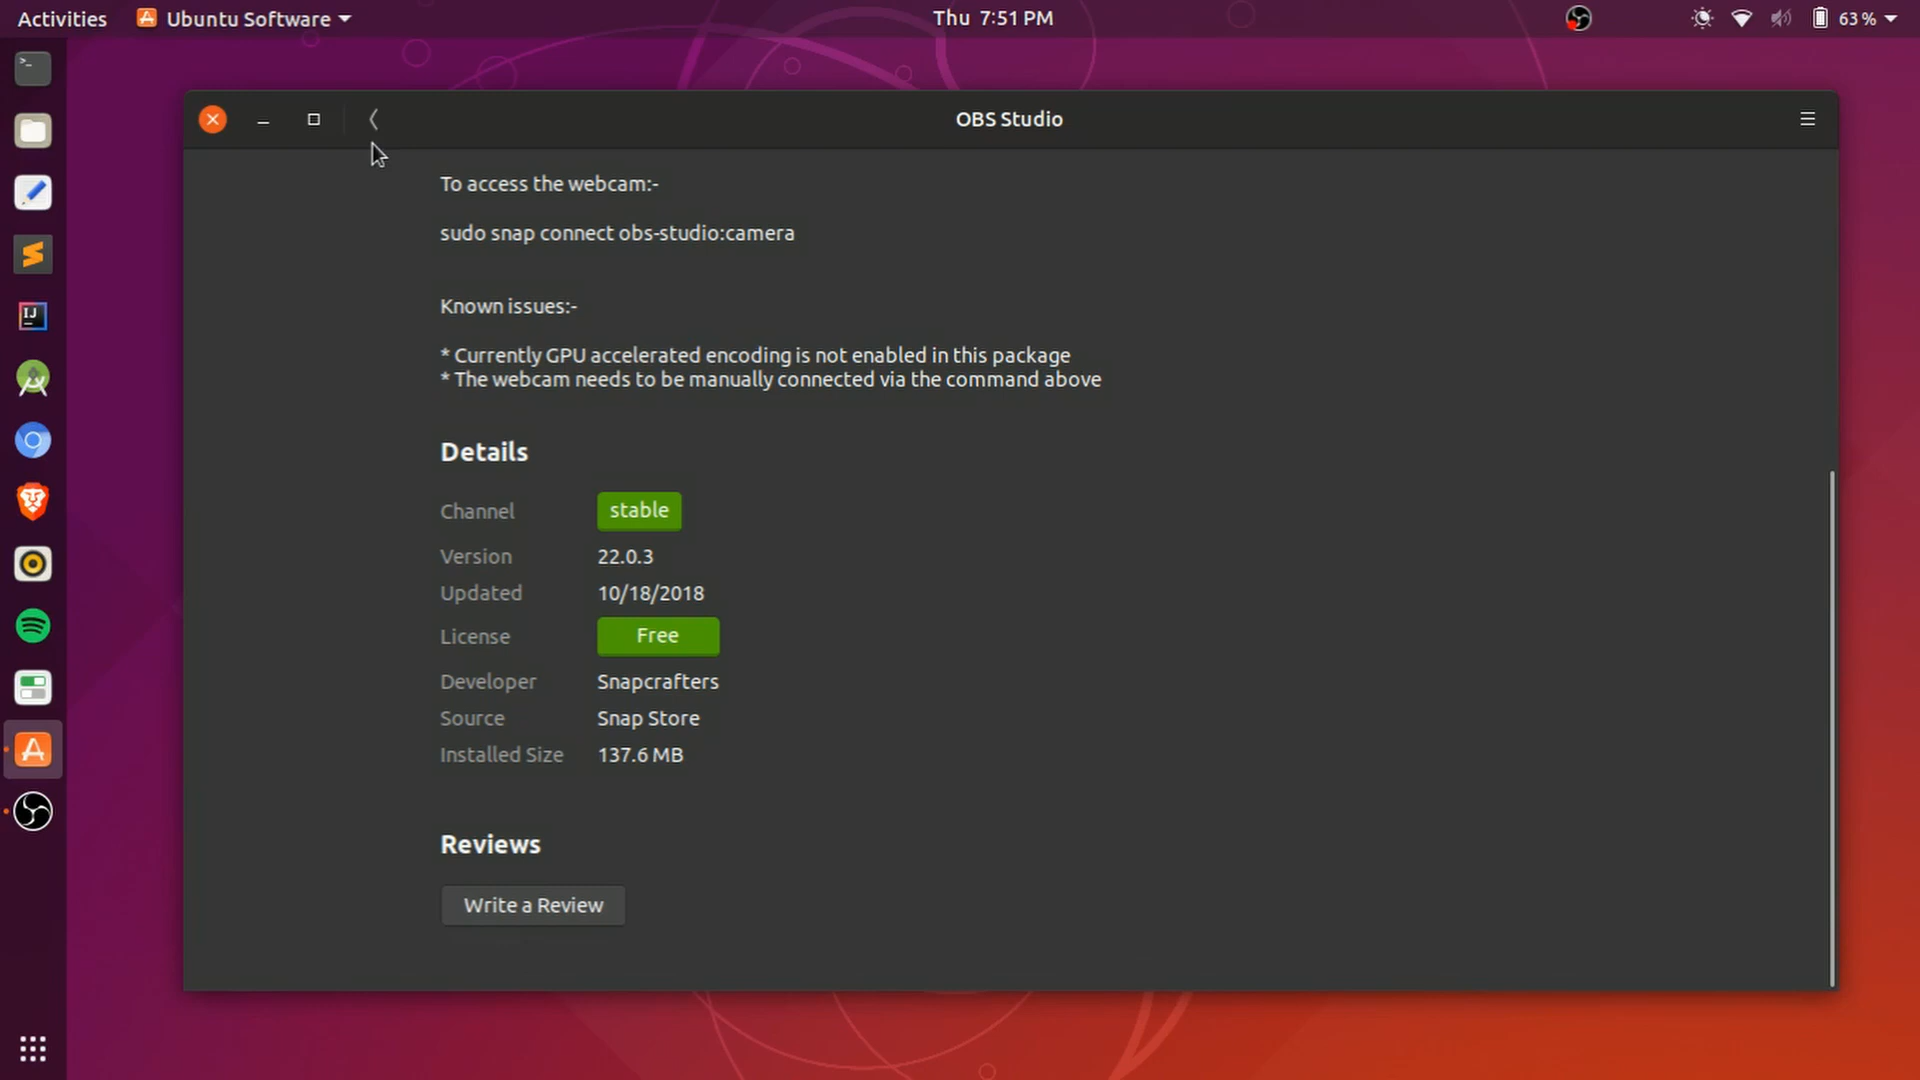 Activities Ubuntu Software Thu 7:51 PM 63 %
OBS Studio
To access the webcam:-
sudo snap connect obs-studio:camera
Known issues:-
* Currently GPU accelerated encoding is not enabled in this package
* The webcam needs to be manually connected via the command above
Details
Channel stable
Version 22.0.3
Updated 10/18/2018
License Free
Developer Snapcrafters
Source Snap Store
Installed Size 137.6 MB
Reviews
Write a Review
IJ